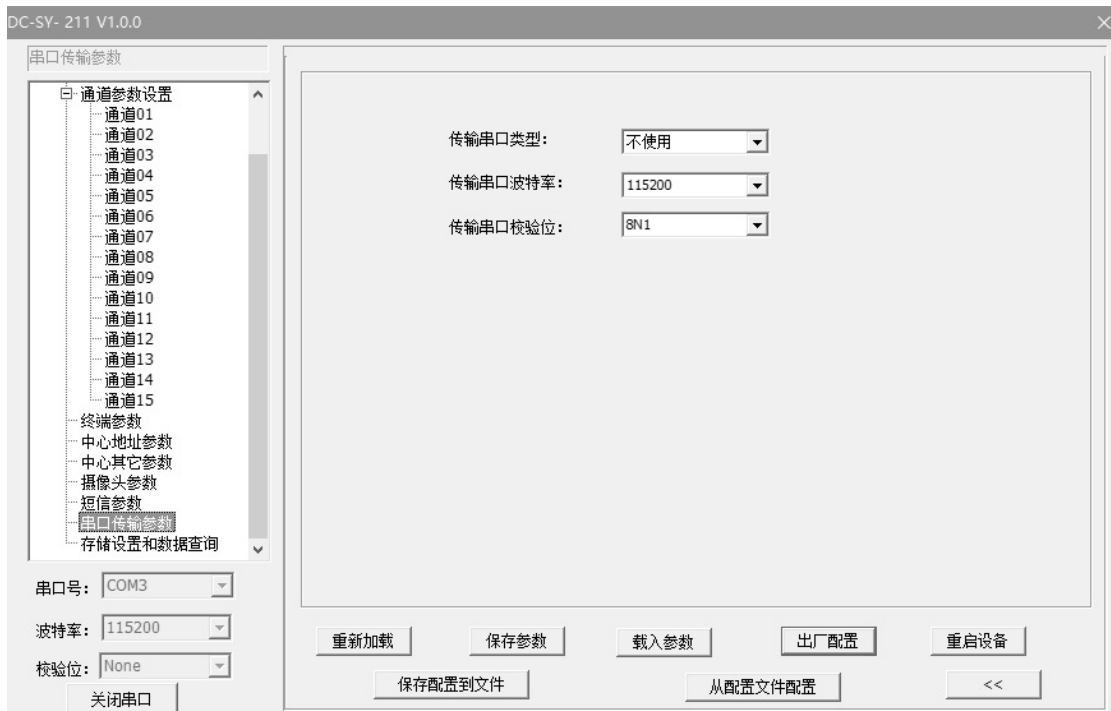 DC-SY- 211 V1.0.0
串口传输参数
通道参数设置
通道01
通道02
通道03
通道04
通道05
通道06
通道07
通道08
通道09
通道10
通道11
通道12
通道13
通道14
通道15
终端参数
中心地址参数
中心其它参数
摄像头参数
短信参数
串口传输参数
存储设置和数据查询
串口号: COM3
波特率: 115200
校验位: None
关闭串口
传输串口类型: 不使用
传输串口波特率: 115200
传输串口校验位: 8N1
重新加载 保存参数 载入参数 出厂配置 重启设备
保存配置到文件 从配置文件配置 <<